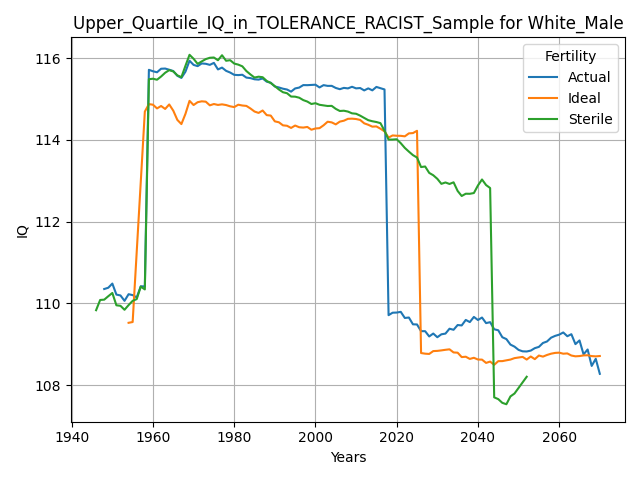 Upper_Quartile_IQ_in_TOLERANCE_RACIST_Sample for White_Male
Fertility
Actual
Ideal
Sterile
116
114
112
110
108
IQ
1940
1960
1980
2000
2020
2040
2060
Years